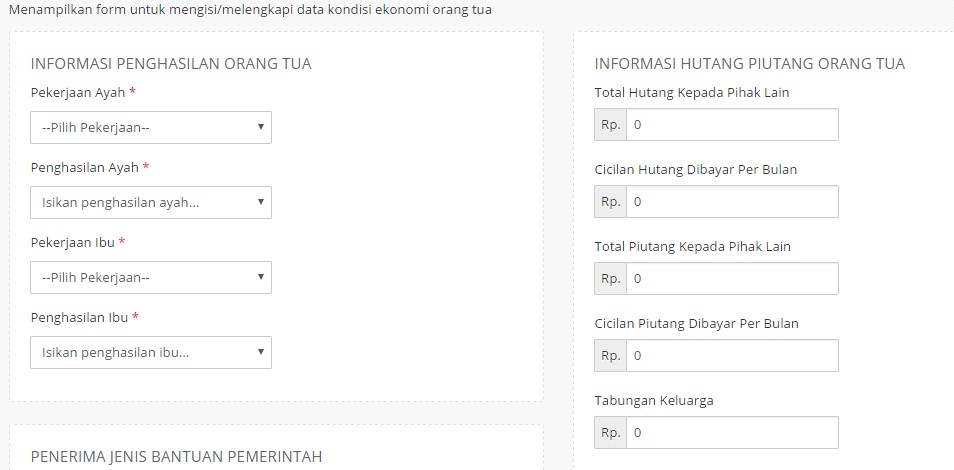 Menampilkan form untuk mengisi/melengkapi data kondisi ekonomi orang tua
INFORMASI PENGHASILAN ORANG TUA
Pekerjaan Ayah *
--Pilih Pekerjaan--
Penghasilan Ayah *
Isikan penghasilan ayah...
Pekerjaan Ibu *
--Pilih Pekerjaan--
Penghasilan Ibu *
Isikan penghasilan ibu...
PENERIMA JENIS BANTUAN PEMERINTAH
INFORMASI HUTANG PIUTANG ORANG TUA
Total Hutang Kepada Pihak Lain
Rp. 0
Cicilan Hutang Dibayar Per Bulan
Rp. 0
Total Piutang Kepada Pihak Lain
Rp. 0
Cicilan Piutang Dibayar Per Bulan
Rp. 0
Tabungan Keluarga
Rp. 0